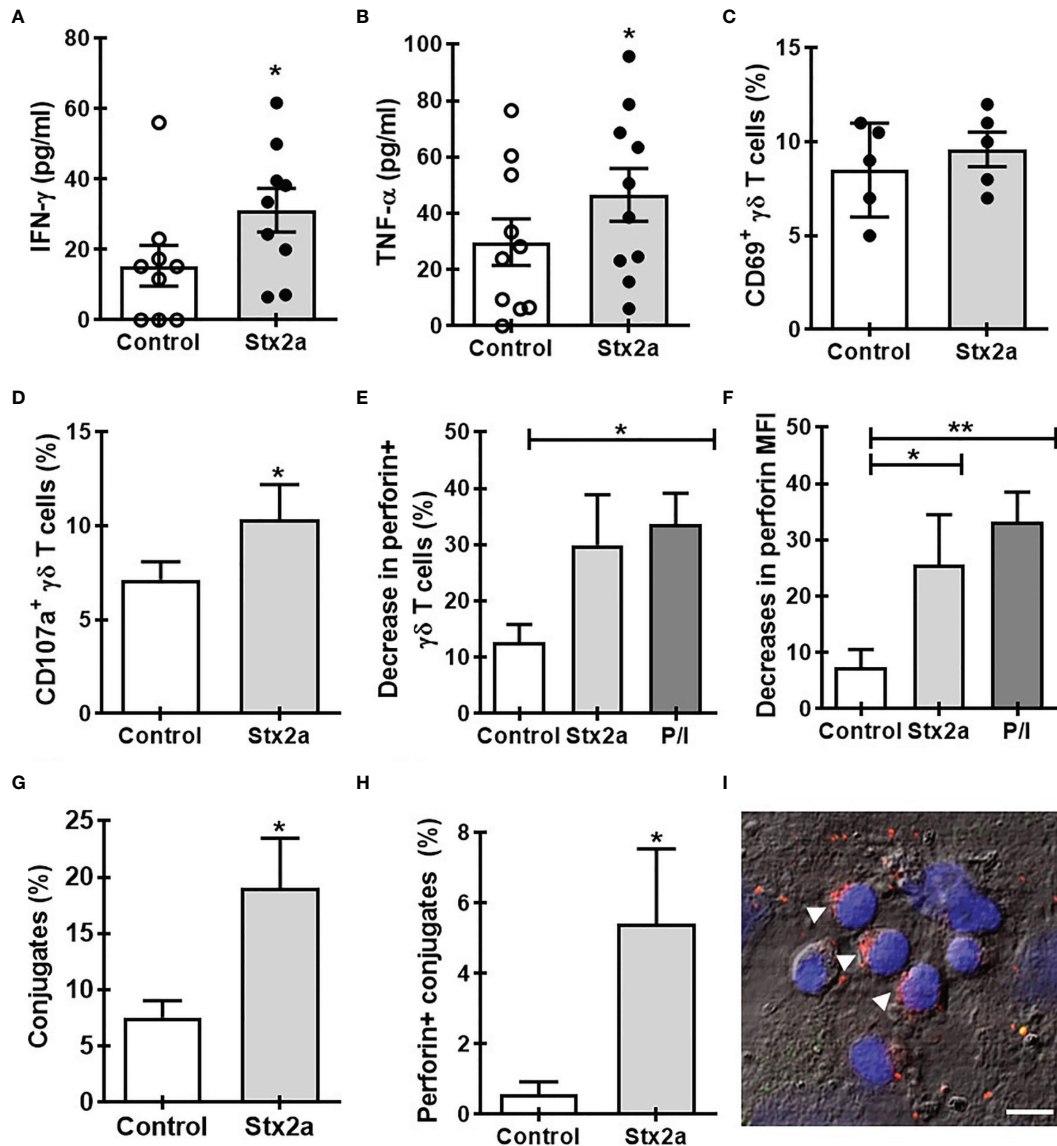 A
80
60
40
20
0
IFN-γ (pg/ml)
*
Control
Stx2a
B
100
80
60
40
20
0
TNF-α (pg/ml)
*
Control
Stx2a
C
15
10
5
0
CD69⁺ γδ T cells (%)
Control
Stx2a
D
15
10
5
0
CD107a⁺ γδ T cells (%)
*
Control
Stx2a
E
50
40
30
20
10
0
Decrease in perforin+
γδ T cells (%)
*
Control
Stx2a
P/I
F
50
40
30
20
10
0
Decreases in perforin MFI
**
*
Control
Stx2a
P/I
G
25
20
15
10
5
0
Conjugates (%)
*
Control
Stx2a
H
8
6
4
2
0
Perforin+ conjugates (%)
*
Control
Stx2a
I